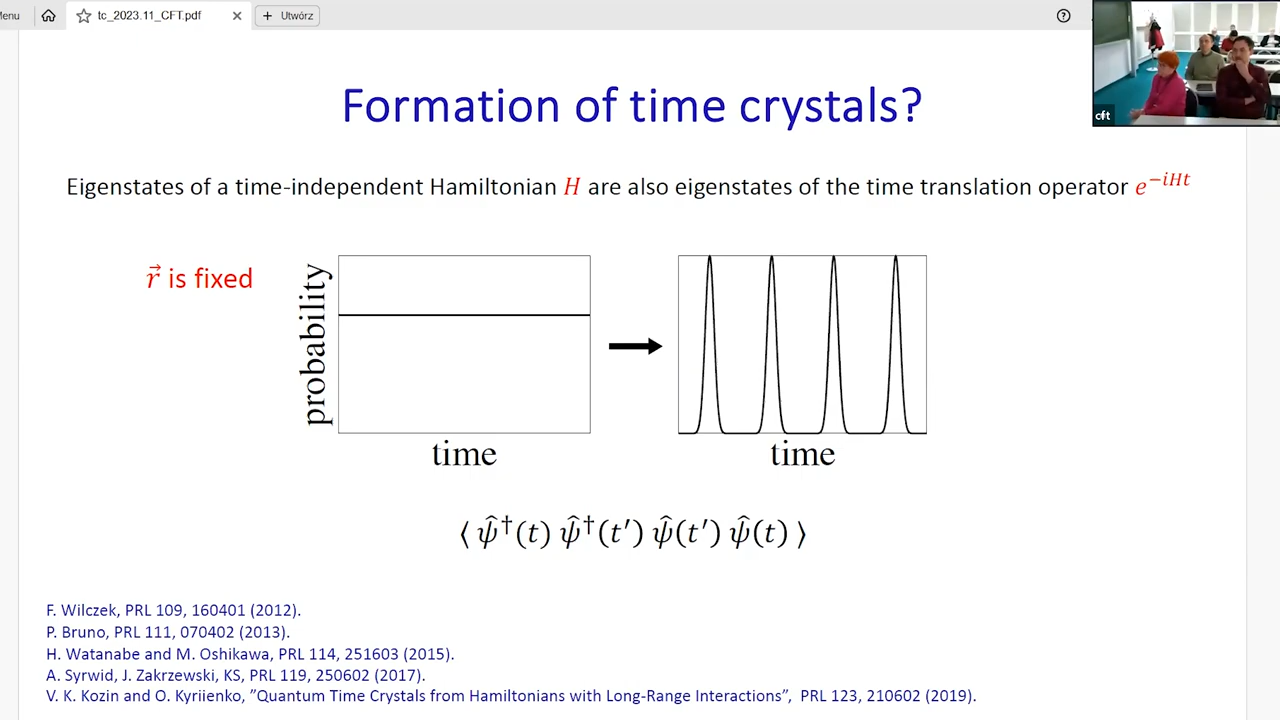 Menu
tc_2023.11_CFT.pdf
Utwórz
cft
Formation of time crystals?
Eigenstates of a time-independent Hamiltonian H are also eigenstates of the time translation operator e^{-iHt}
r⃗ is fixed
probability
time
time
⟨ ψ̂†(t) ψ̂†(t′) ψ̂(t′) ψ̂(t) ⟩
F. Wilczek, PRL 109, 160401 (2012).
P. Bruno, PRL 111, 070402 (2013).
H. Watanabe and M. Oshikawa, PRL 114, 251603 (2015).
A. Syrwid, J. Zakrzewski, KS, PRL 119, 250602 (2017).
V. K. Kozin and O. Kyriienko, ”Quantum Time Crystals from Hamiltonians with Long-Range Interactions”, PRL 123, 210602 (2019).